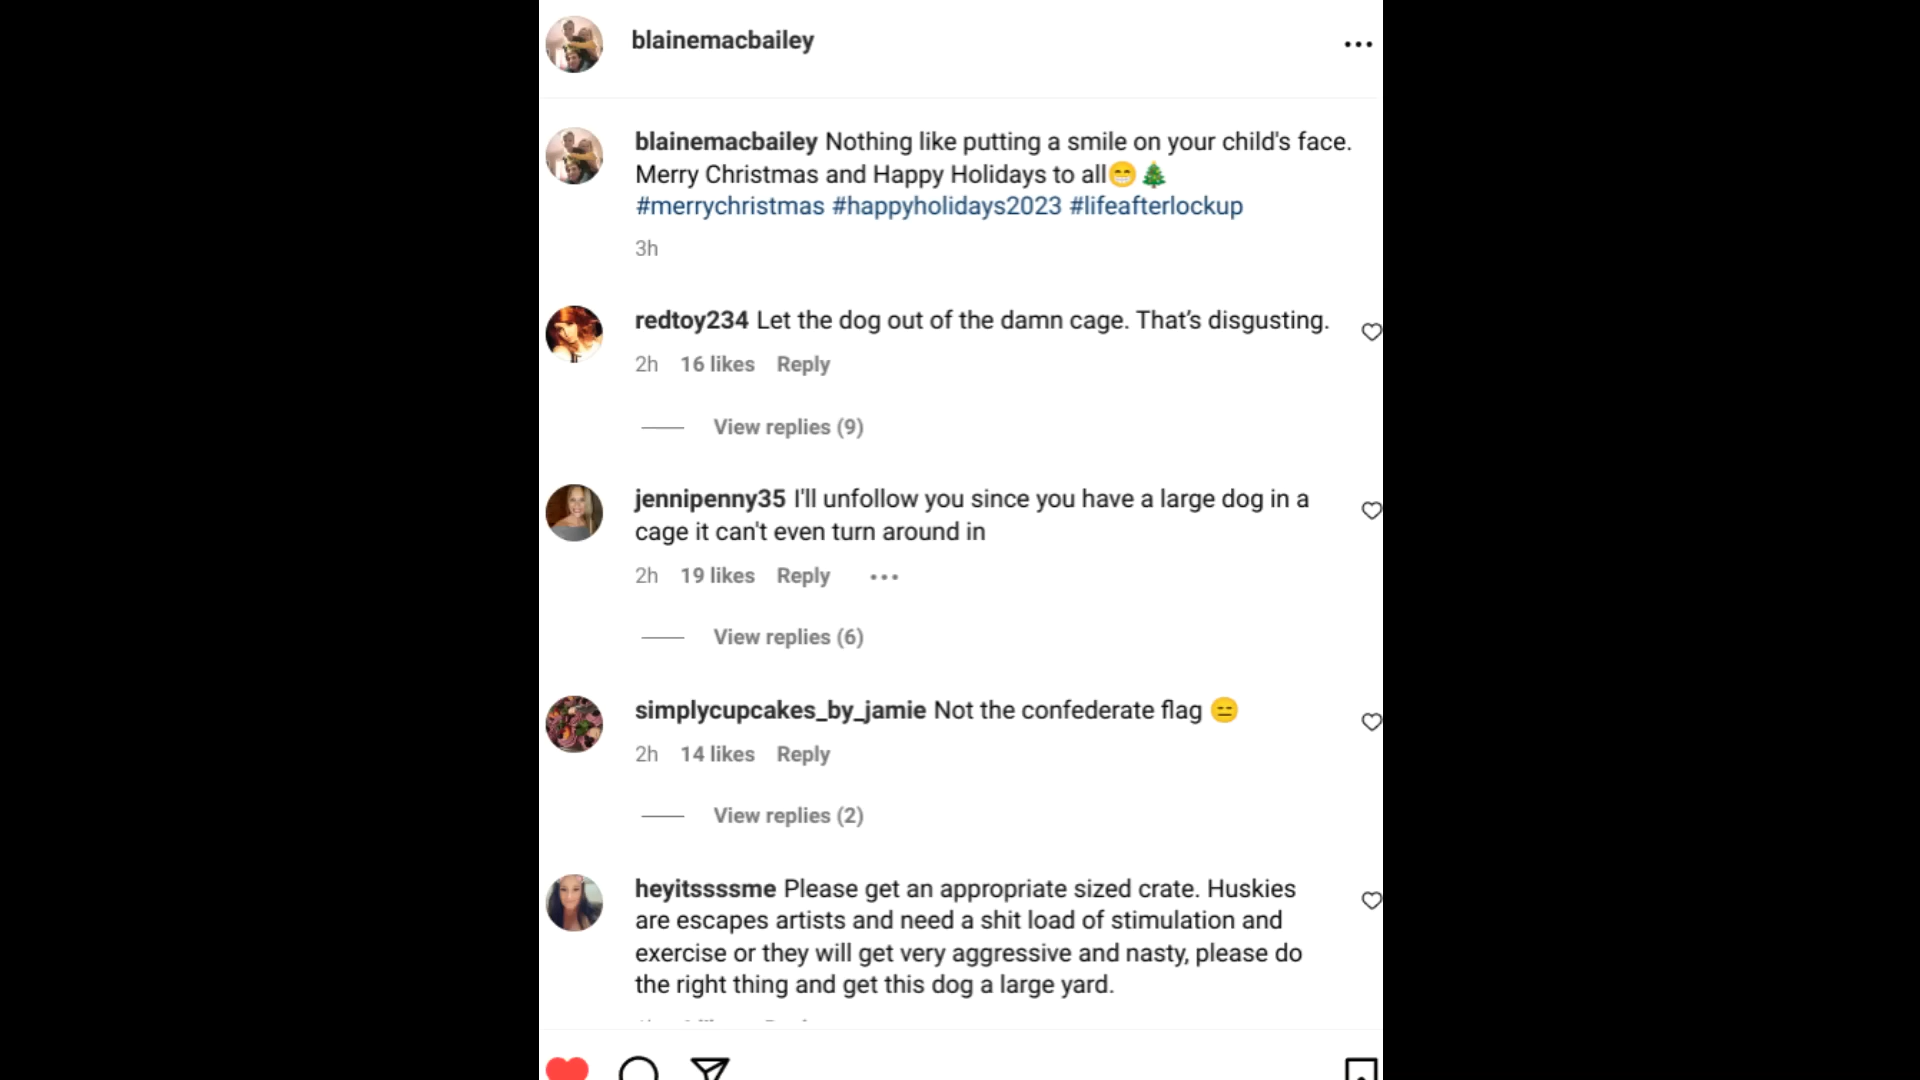 blainemacbailey
blainemacbailey Nothing like putting a smile on your child's face.
Merry Christmas and Happy Holidays to all😁🎄
#merrychristmas #happyholidays2023 #lifeafterlockup
3h
redtoy234 Let the dog out of the damn cage. That’s disgusting.
2h 16 likes Reply
View replies (9)
jennipenny35 I'll unfollow you since you have a large dog in a
cage it can't even turn around in
2h 19 likes Reply
View replies (6)
simplycupcakes_by_jamie Not the confederate flag 😑
2h 14 likes Reply
View replies (2)
heyitssssme Please get an appropriate sized crate. Huskies
are escapes artists and need a shit load of stimulation and
exercise or they will get very aggressive and nasty, please do
the right thing and get this dog a large yard.